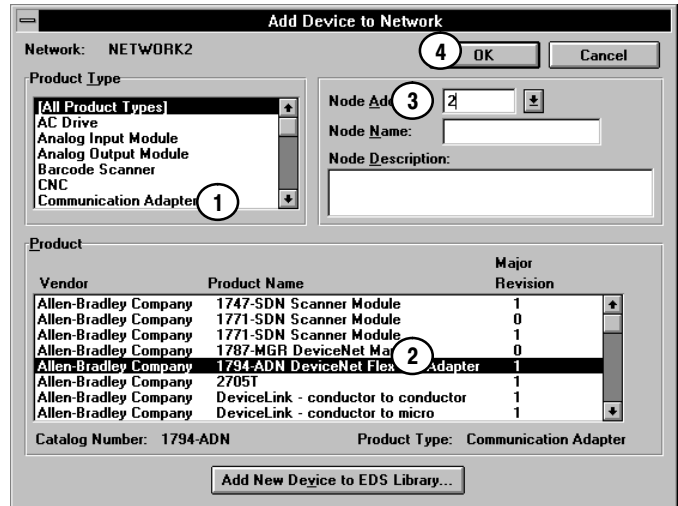 Add Device to Network
Network: NETWORK2
4
OK
Cancel
Product Type
[All Product Types]
AC Drive
Analog Input Module
Analog Output Module
Barcode Scanner
CNC
Communication Adapter
1
Node
3
2
Node Name:
Node Description:
Product
Major
Vendor Product Name Revision
Allen-Bradley Company 1747-SDN Scanner Module 1
Allen-Bradley Company 1771-SDN Scanner Module 0
Allen-Bradley Company 1771-SDN Scanner Module 1
Allen-Bradley Company 1787-MGR DeviceNet 0
2
Allen-Bradley Company 1794-ADN DeviceNet Flex Adapter 1
Allen-Bradley Company 2705T 1
Allen-Bradley Company DeviceLink - conductor to conductor 1
Allen-Bradley Company DeviceLink - conductor to micro 1
Catalog Number: 1794-ADN Product Type: Communication Adapter
Add New Device to EDS Library...